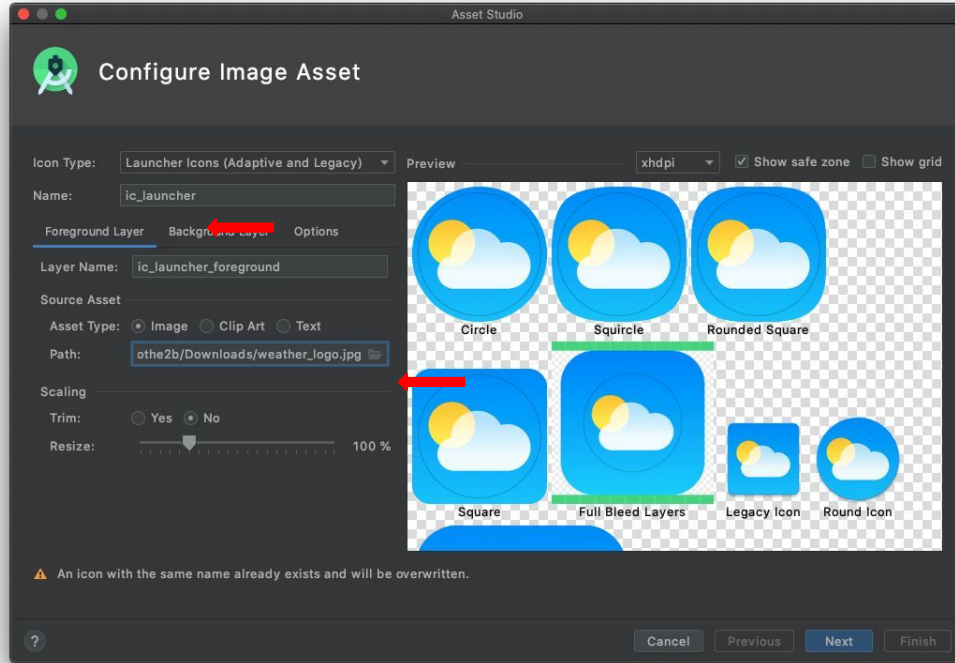 Asset Studio
Configure Image Asset
Icon Type: Launcher Icons (Adaptive and Legacy)
Name: ic_launcher
Foreground Layer Background Layer Options
Layer Name: ic_launcher_foreground
Source Asset
Asset Type: Image Clip Art Text
Path: othe2b/Downloads/weather_logo.jpg
Scaling
Trim: Yes No
Resize: 100 %
Preview xhdpi Show safe zone Show grid
Circle Squircle Rounded Square
Square Full Bleed Layers Legacy Icon Round Icon
An icon with the same name already exists and will be overwritten.
? Cancel Previous Next Finish